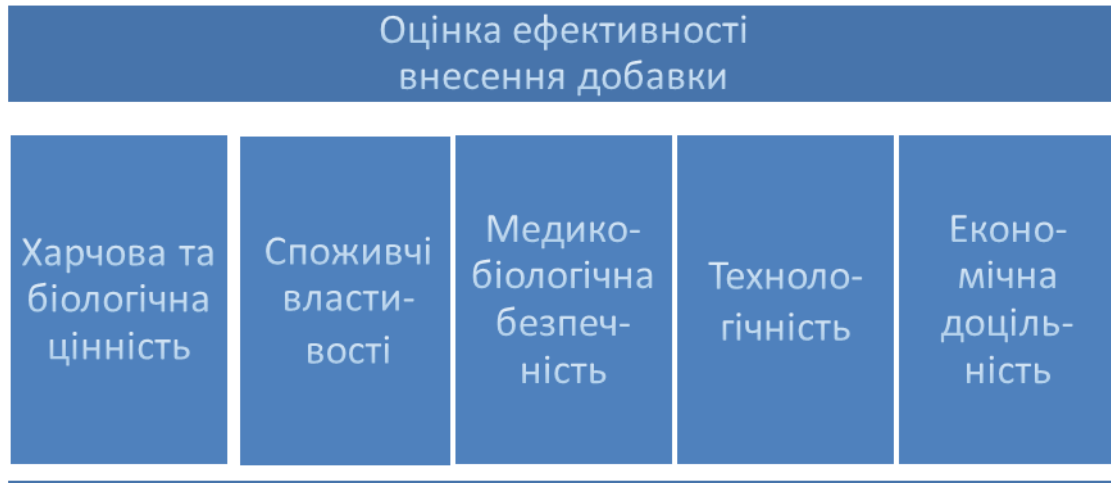 Оцінка ефективності
внесення добавки
Харчова та
біологічна
цінність
Споживчі
власти-
вості
Медико-
біологічна
безпеч-
ність
Техноло-
гічність
Еконо-
мічна
доціль-
ність